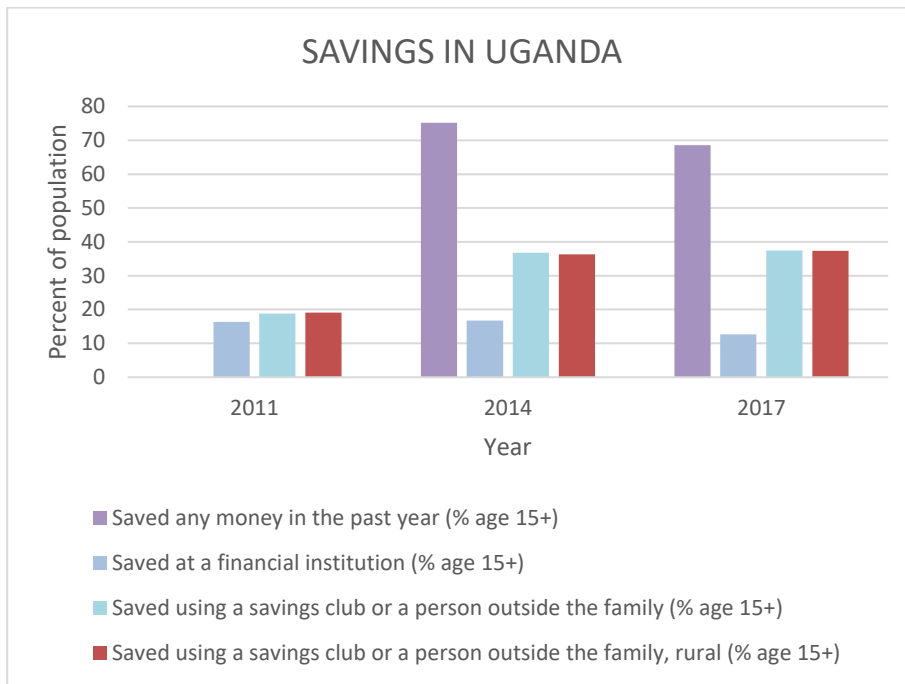 SAVINGS IN UGANDA
Percent of population
80
70
60
50
40
30
20
10
0
2011 2014 2017
Year
Saved any money in the past year (% age 15+)
Saved at a financial institution (% age 15+)
Saved using a savings club or a person outside the family (% age 15+)
Saved using a savings club or a person outside the family, rural (% age 15+)